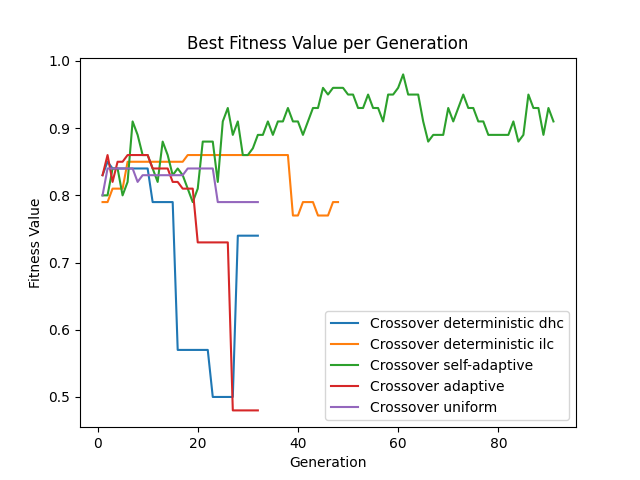 Best Fitness Value per Generation
1.0
0.9
0.8
0.7
0.6
0.5
Fitness Value
Crossover deterministic dhc
Crossover deterministic ilc
Crossover self-adaptive
Crossover adaptive
Crossover uniform
0 20 40 60 80
Generation